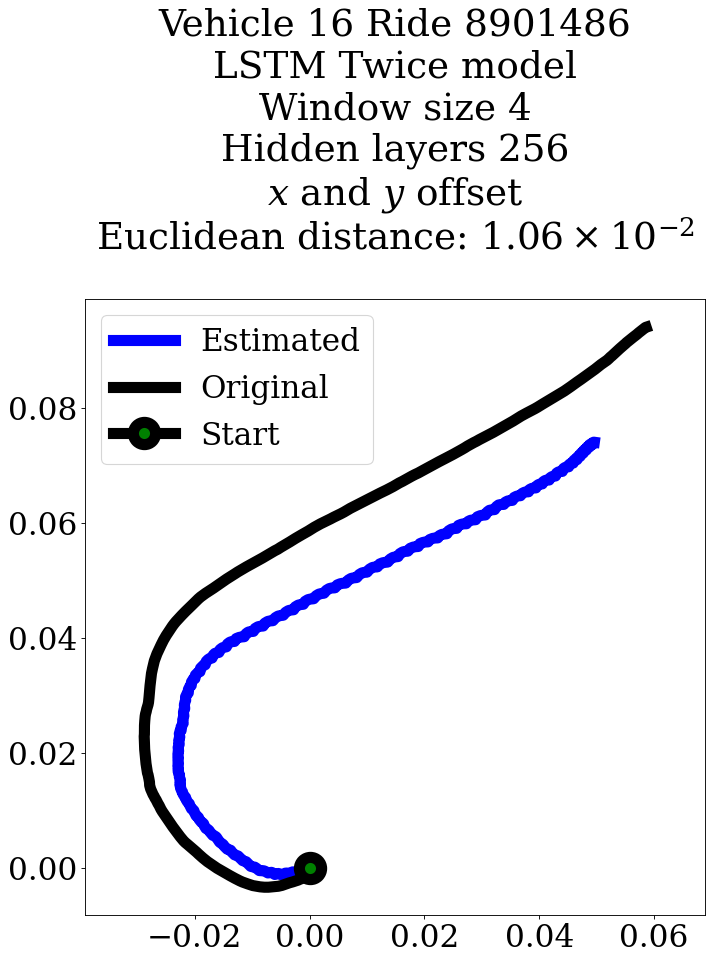 Vehicle 16 Ride 8901486
LSTM Twice model
Window size 4
Hidden layers 256
x and y offset
Euclidean distance: 1.06 × 10⁻²
Estimated
Original
Start
0.08
0.06
0.04
0.02
0.00
−0.02 0.00 0.02 0.04 0.06